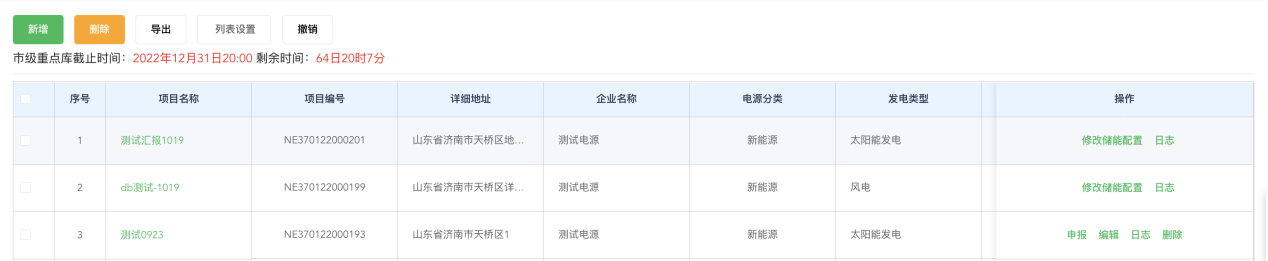 新增 删除 导出 列表设置 撤销
市级重点库截止时间：2022年12月31日20:00 剩余时间：64日20时7分
序号 项目名称 项目编号 详细地址 企业名称 电源分类 发电类型 操作
1 测试汇报1019 NE370122000201 山东省济南市天桥区地... 测试电源 新能源 太阳能发电 修改储能配置 日志
2 db测试-1019 NE370122000199 山东省济南市天桥区详... 测试电源 新能源 风电 修改储能配置 日志
3 测试0923 NE370122000193 山东省济南市天桥区1 测试电源 新能源 太阳能发电 申报 编辑 日志 删除